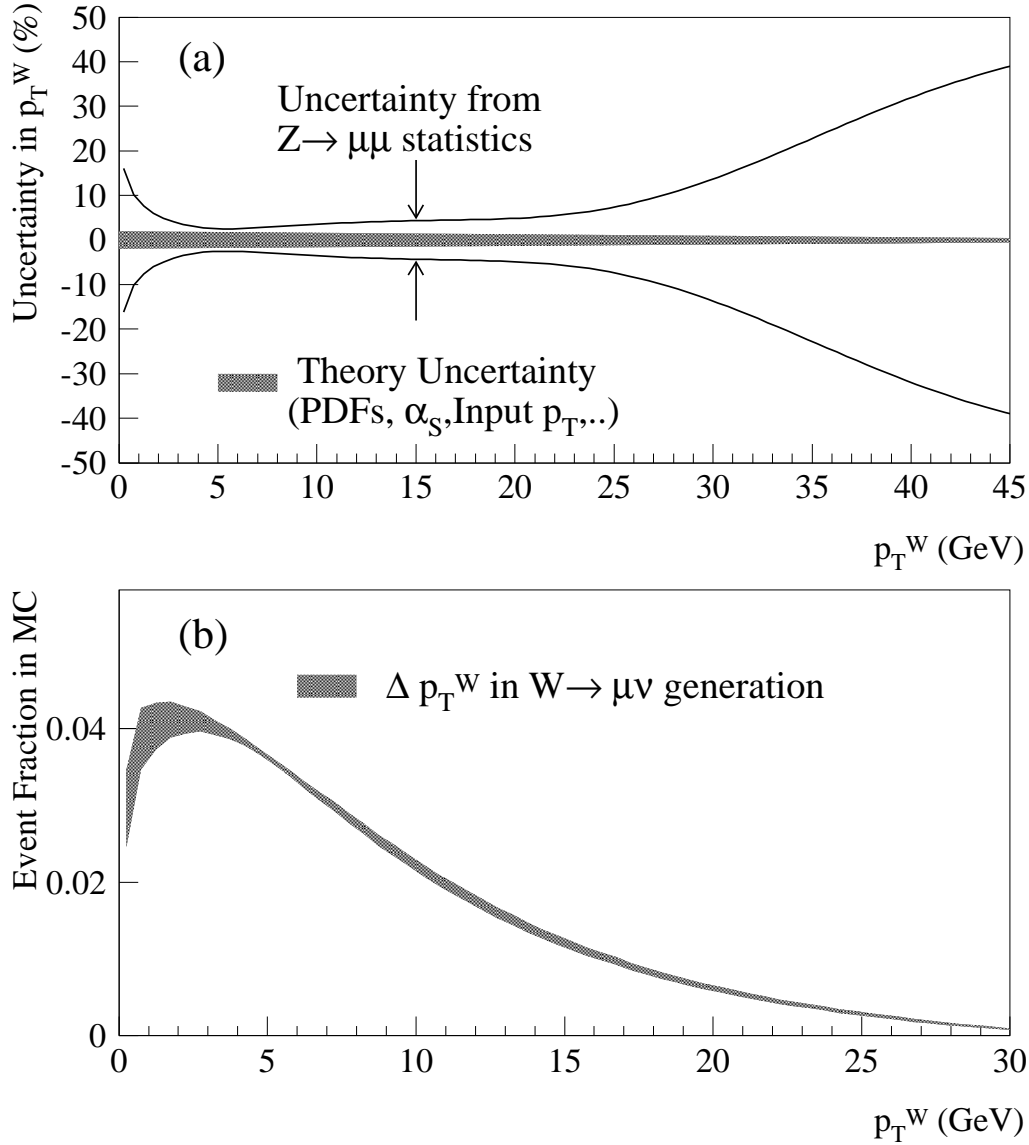 Uncertainty in p_T^W (%)
50
40
30
20
10
0
-10
-20
-30
-40
-50
(a)
Uncertainty from
Z→ μμ statistics
Theory Uncertainty
(PDFs, α_S,Input p_T,..)
0 5 10 15 20 25 30 35 40 45
p_T^W (GeV)
Event Fraction in MC
0.04
0.02
0
(b)
Δ p_T^W in W→ μν generation
0 5 10 15 20 25 30
p_T^W (GeV)